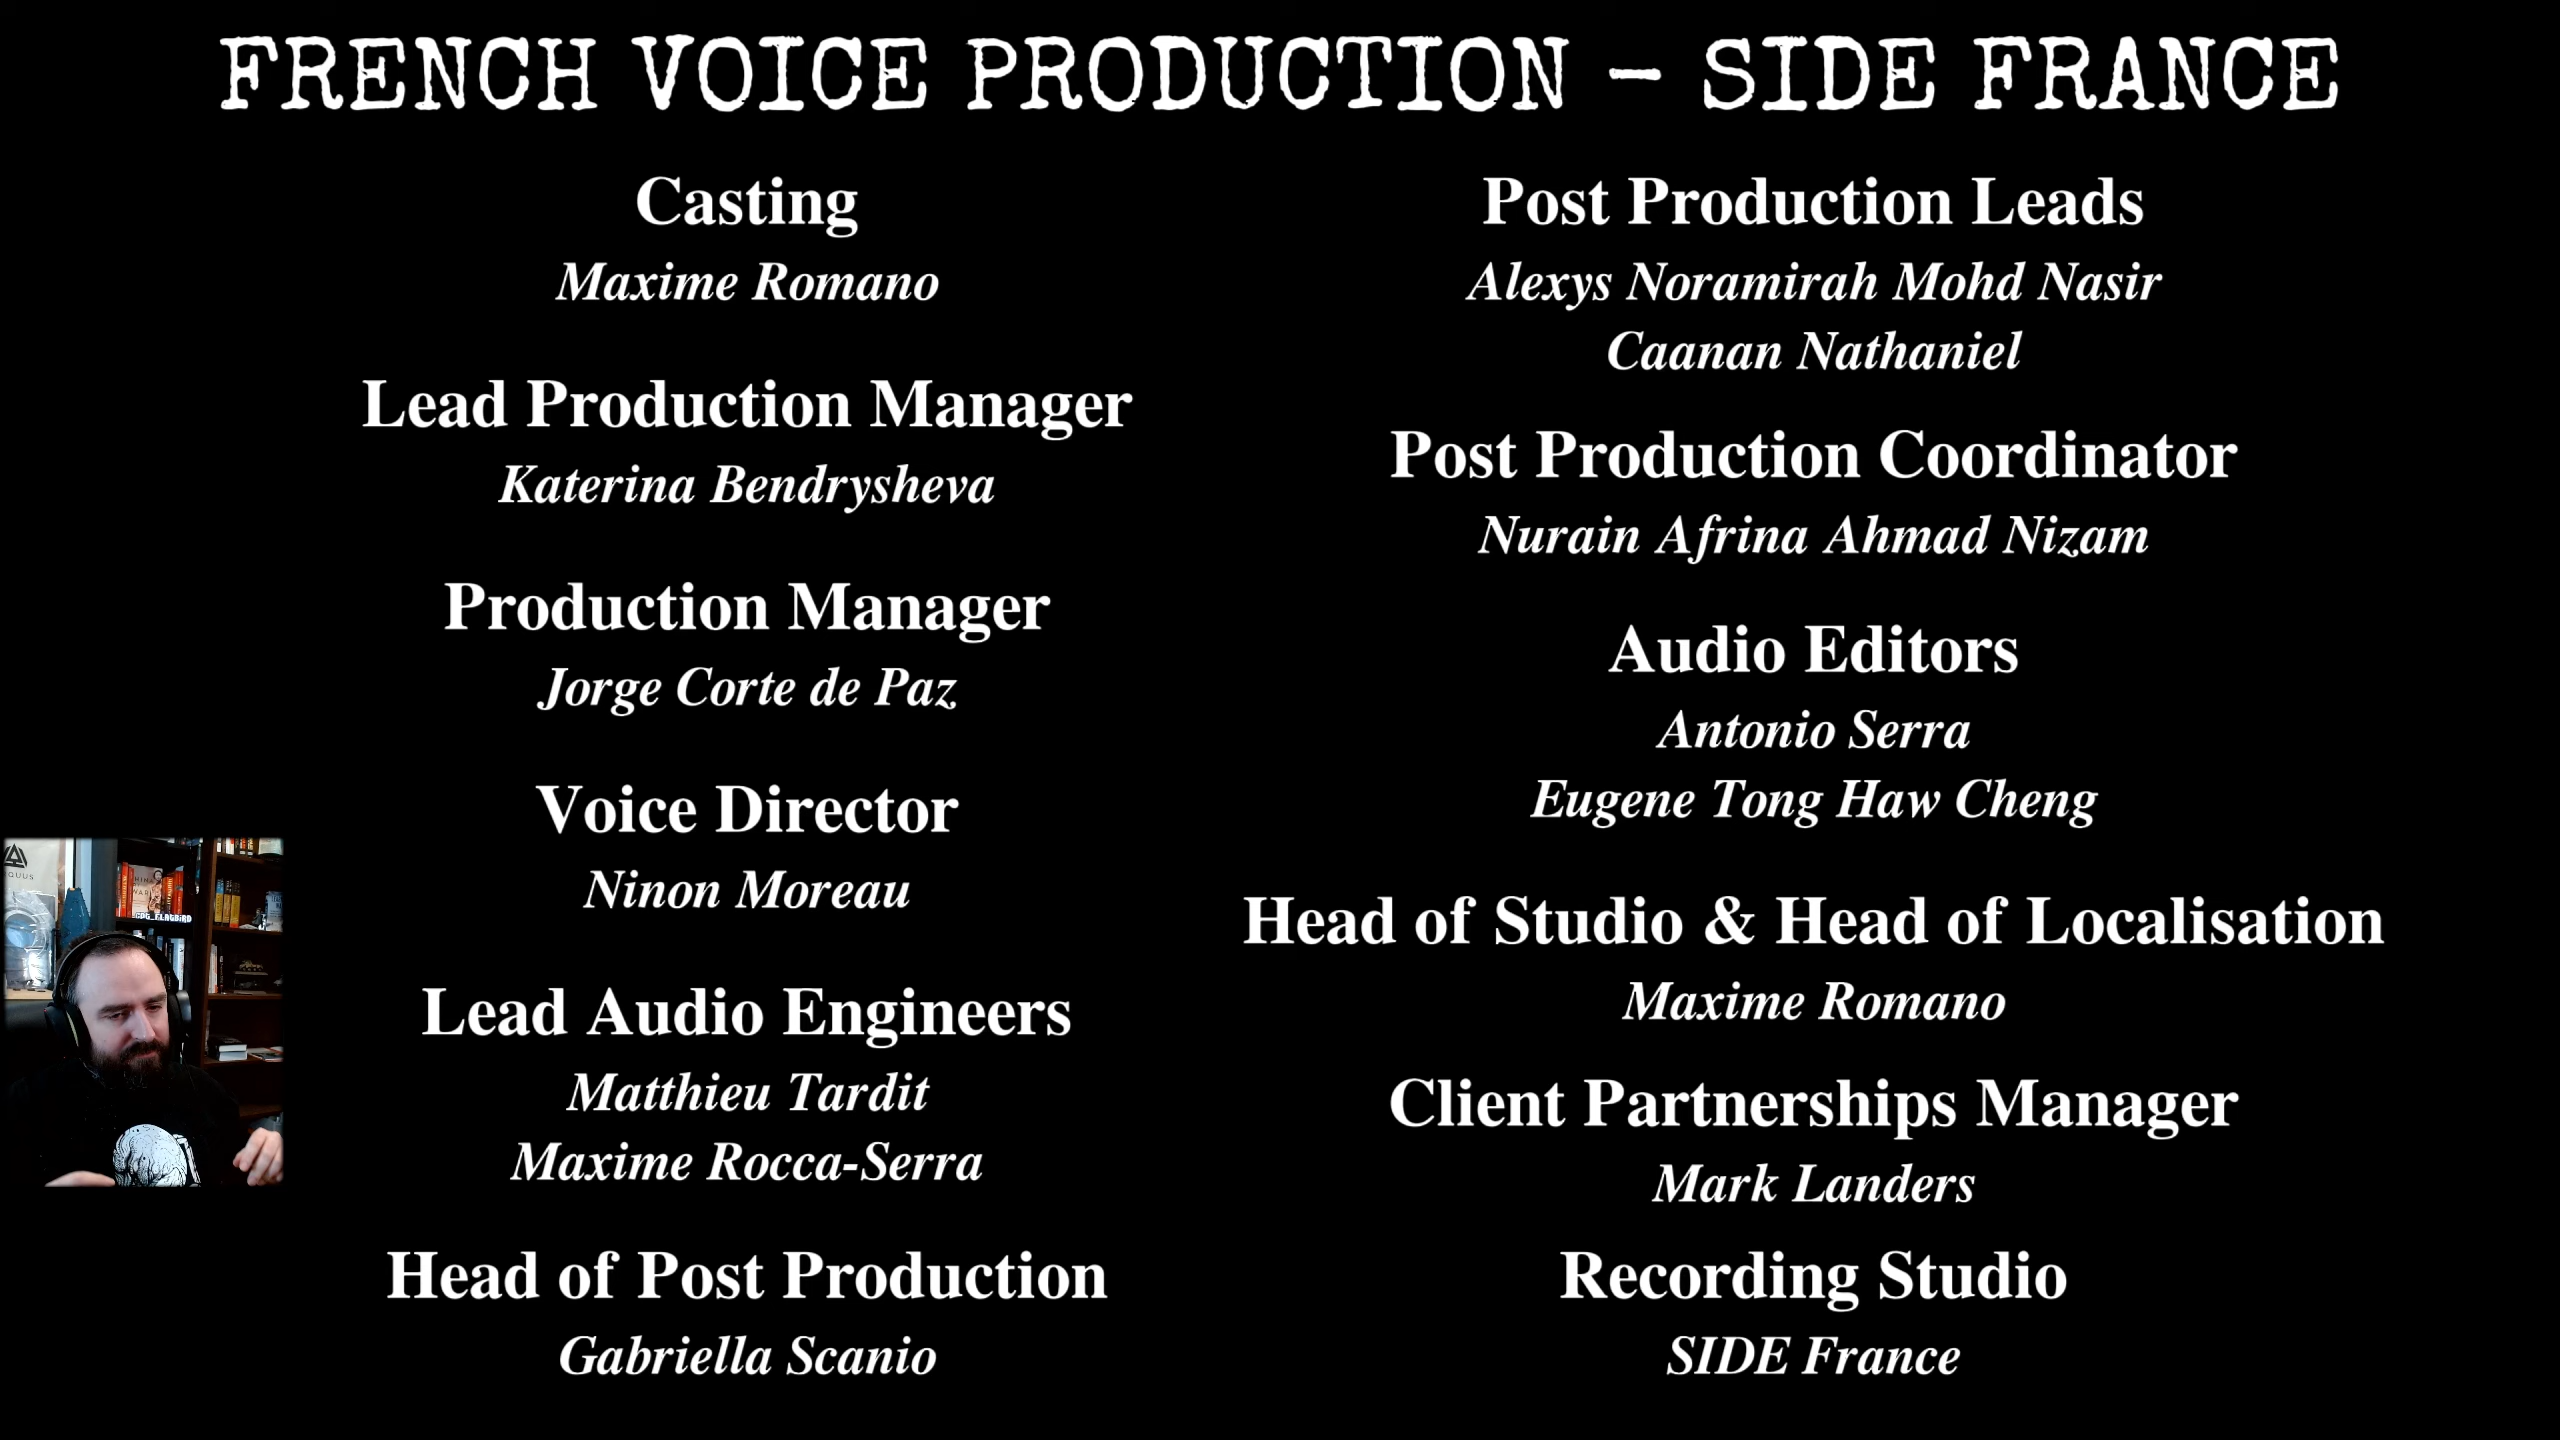 FRENCH VOICE PRODUCTION – SIDE FRANCE
Casting
Maxime Romano
Lead Production Manager
Katerina Bendrysheva
Production Manager
Jorge Corte de Paz
Voice Director
Ninon Moreau
Lead Audio Engineers
Matthieu Tardit
Maxime Rocca-Serra
Head of Post Production
Gabriella Scanio
Post Production Leads
Alexys Noramirah Mohd Nasir
Caanan Nathaniel
Post Production Coordinator
Nurain Afrina Ahmad Nizam
Audio Editors
Antonio Serra
Eugene Tong Haw Cheng
Head of Studio & Head of Localisation
Maxime Romano
Client Partnerships Manager
Mark Landers
Recording Studio
SIDE France